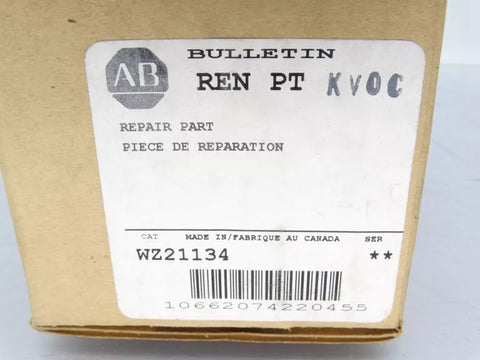 AB
BULLETIN
REN PT KVOC
REPAIR PART
PIECE DE REPARATION
CAT MADE IN/FABRIQUE AU CANADA SER
WZ21134 **
10662074220455